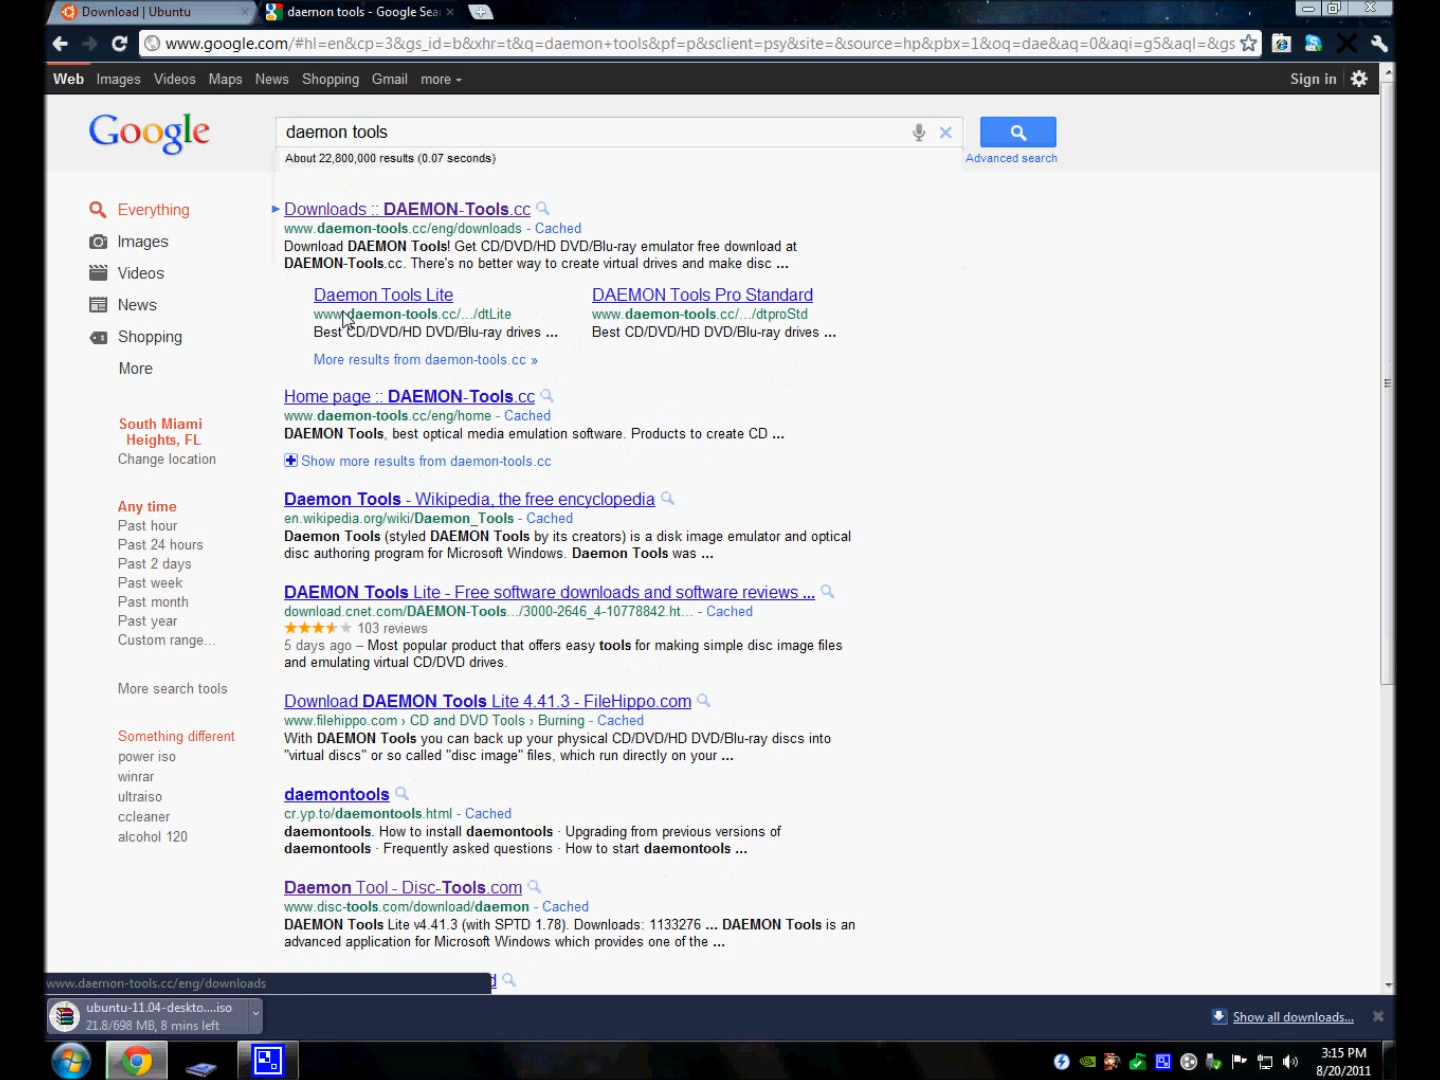 Download | Ubuntu
daemon tools - Google Sea
www.google.com/#hl=en&cp=3&gs_id=b&xhr=t&q=daemon+tools&pf=p&sclient=psy&site=&source=hp&pbx=1&oq=dae&aq=0&aqi=g5&aql=&gs
Web Images Videos Maps News Shopping Gmail more
Sign in
Google
daemon tools
About 22,800,000 results (0.07 seconds)
Advanced search
Everything
Images
Videos
News
Shopping
More
South Miami
Heights, FL
Change location
Any time
Past hour
Past 24 hours
Past 2 days
Past week
Past month
Past year
Custom range...
More search tools
Something different
power iso
winrar
ultraiso
ccleaner
alcohol 120
Downloads :: DAEMON-Tools.cc
www.daemon-tools.cc/eng/downloads - Cached
Download DAEMON Tools! Get CD/DVD/HD DVD/Blu-ray emulator free download at
DAEMON-Tools.cc. There's no better way to create virtual drives and make disc ...
Daemon Tools Lite
www.daemon-tools.cc/.../dtLite
Best CD/DVD/HD DVD/Blu-ray drives ...
DAEMON Tools Pro Standard
www.daemon-tools.cc/.../dtproStd
Best CD/DVD/HD DVD/Blu-ray drives ...
More results from daemon-tools.cc »
Home page :: DAEMON-Tools.cc
www.daemon-tools.cc/eng/home - Cached
DAEMON Tools, best optical media emulation software. Products to create CD ...
Show more results from daemon-tools.cc
Daemon Tools - Wikipedia, the free encyclopedia
en.wikipedia.org/wiki/Daemon_Tools - Cached
Daemon Tools (styled DAEMON Tools by its creators) is a disk image emulator and optical
disc authoring program for Microsoft Windows. Daemon Tools was ...
DAEMON Tools Lite - Free software downloads and software reviews ...
download.cnet.com/DAEMON-Tools.../3000-2646_4-10778842.ht... - Cached
103 reviews
5 days ago – Most popular product that offers easy tools for making simple disc image files
and emulating virtual CD/DVD drives.
Download DAEMON Tools Lite 4.41.3 - FileHippo.com
www.filehippo.com › CD and DVD Tools › Burning - Cached
With DAEMON Tools you can back up your physical CD/DVD/HD DVD/Blu-ray discs into
"virtual discs" or so called "disc image" files, which run directly on your ...
daemontools
cr.yp.to/daemontools.html - Cached
daemontools. How to install daemontools · Upgrading from previous versions of
daemontools · Frequently asked questions · How to start daemontools ...
Daemon Tool - Disc-Tools.com
www.disc-tools.com/download/daemon - Cached
DAEMON Tools Lite v4.41.3 (with SPTD 1.78). Downloads: 1133276 ... DAEMON Tools is an
advanced application for Microsoft Windows which provides one of the ...
www.daemon-tools.cc/eng/downloads
ubuntu-11.04-deskto....iso
21.8/698 MB, 8 mins left
Show all downloads...
3:15 PM
8/20/2011